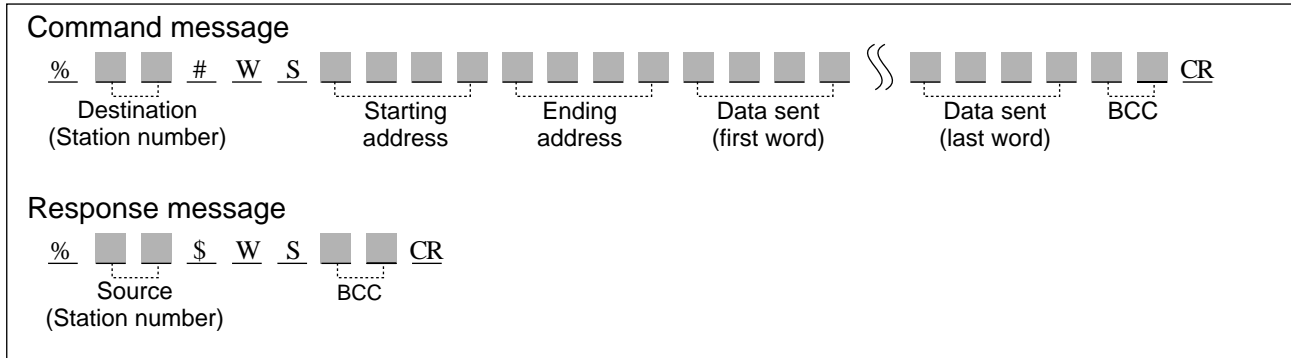 Command message
% # W S CR
Destination (Station number) Starting address Ending address Data sent (first word) Data sent (last word) BCC
Response message
% $ W S CR
Source (Station number) BCC